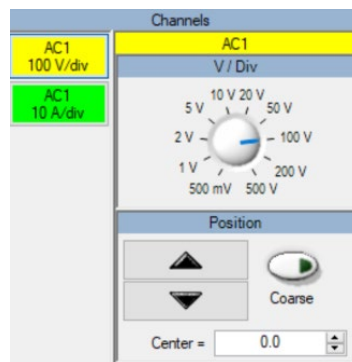 Channels
AC1
100 V/div
AC1
10 A/div
AC1
V / Div
10 V 20 V
5 V 50 V
2 V 100 V
1 V 200 V
500 mV 500 V
Position
Coarse
Center = 0.0